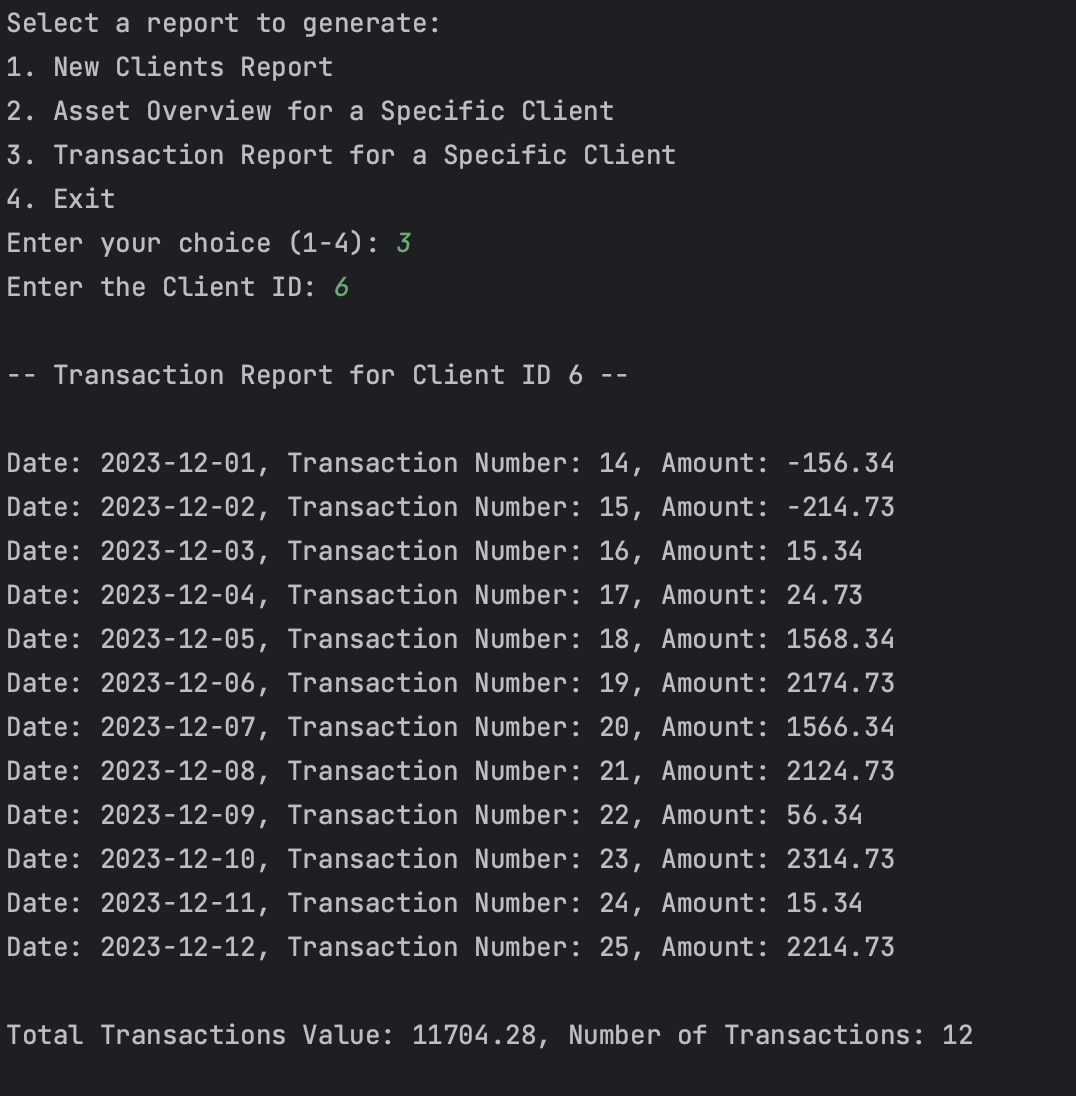 Select a report to generate:
1. New Clients Report
2. Asset Overview for a Specific Client
3. Transaction Report for a Specific Client
4. Exit
Enter your choice (1-4): 3
Enter the Client ID: 6
-- Transaction Report for Client ID 6 --
Date: 2023-12-01, Transaction Number: 14, Amount: -156.34
Date: 2023-12-02, Transaction Number: 15, Amount: -214.73
Date: 2023-12-03, Transaction Number: 16, Amount: 15.34
Date: 2023-12-04, Transaction Number: 17, Amount: 24.73
Date: 2023-12-05, Transaction Number: 18, Amount: 1568.34
Date: 2023-12-06, Transaction Number: 19, Amount: 2174.73
Date: 2023-12-07, Transaction Number: 20, Amount: 1566.34
Date: 2023-12-08, Transaction Number: 21, Amount: 2124.73
Date: 2023-12-09, Transaction Number: 22, Amount: 56.34
Date: 2023-12-10, Transaction Number: 23, Amount: 2314.73
Date: 2023-12-11, Transaction Number: 24, Amount: 15.34
Date: 2023-12-12, Transaction Number: 25, Amount: 2214.73
Total Transactions Value: 11704.28, Number of Transactions: 12